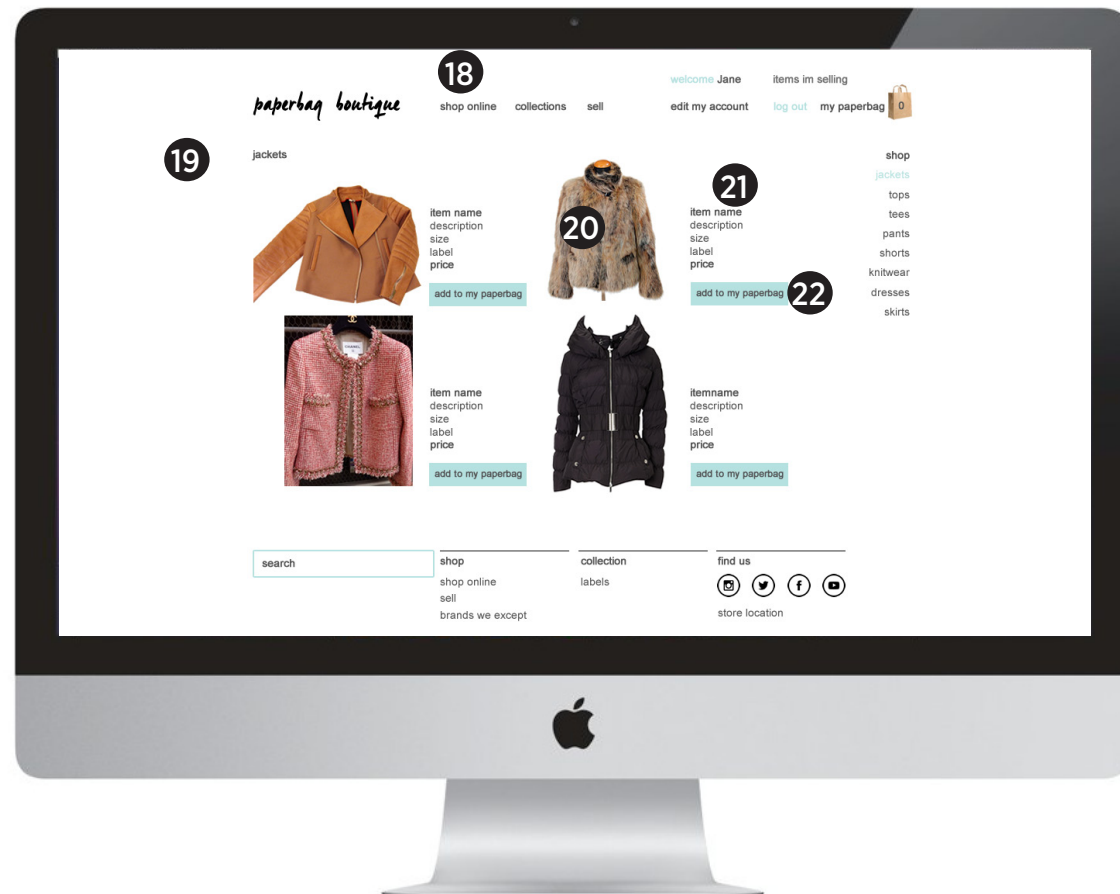 18
welcome Jane items im selling
paperbag boutique shop online collections sell edit my account log out my paperbag 0
19
jackets
shop
jackets
tops
tees
pants
shorts
knitwear
dresses
skirts
item name
description
size
label
price
add to my paperbag
20
21
item name
description
size
label
price
add to my paperbag
22
CHANEL
item name
description
size
label
price
add to my paperbag
itemname
description
size
label
price
add to my paperbag
search
shop
shop online
sell
brands we except
collection
labels
find us
store location